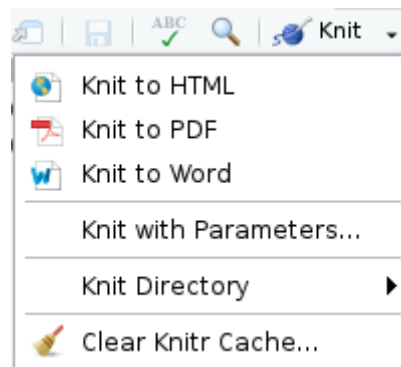 ABC
Knit
Knit to HTML
Knit to PDF
W Knit to Word
Knit with Parameters...
Knit Directory
Clear Knitr Cache...